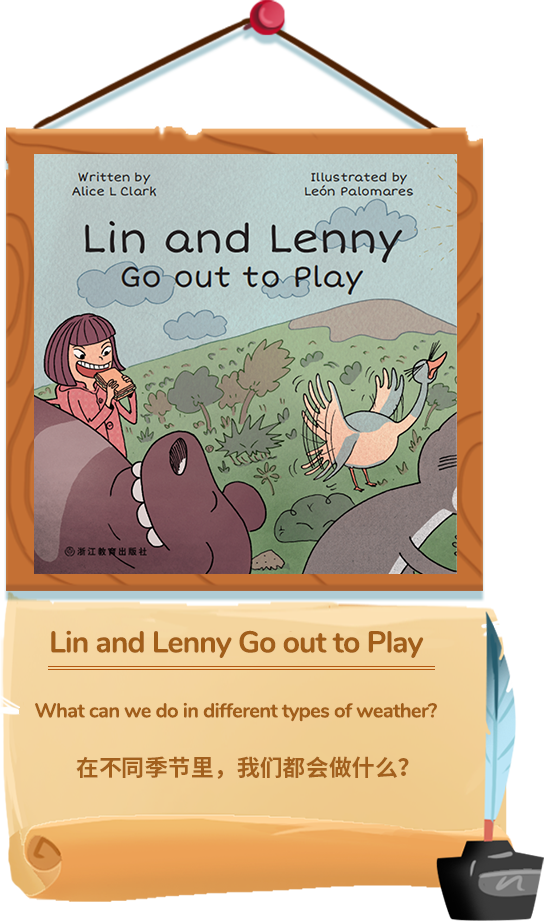 Written by
Alice L Clark
Illustrated by
León Palomares
Lin and Lenny
Go out to Play
浙江教育出版社
Lin and Lenny Go out to Play
What can we do in different types of weather?
在不同季节里，我们都会做什么？